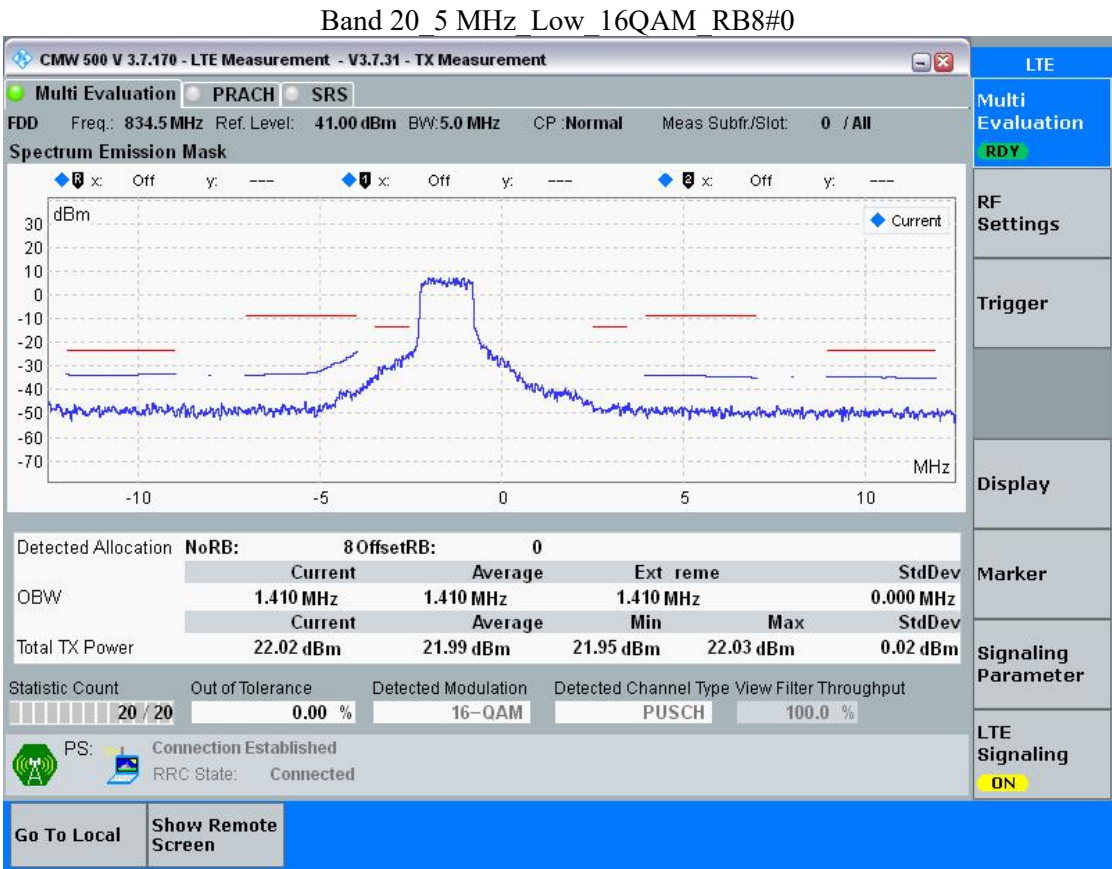 Band 20_5 MHz_Low_16QAM_RB8#0
CMW 500 V 3.7.170 - LTE Measurement - V3.7.31 - TX Measurement
LTE
Multi Evaluation PRACH SRS
FDD Freq.: 834.5 MHz Ref. Level: 41.00 dBm BW: 5.0 MHz CP : Normal Meas Subfr./Slot: 0 / All
Spectrum Emission Mask
R x: Off y: --- 1 x: Off y: --- 2 x: Off y: ---
dBm
Current
30
20
10
0
-10
-20
-30
-40
-50
-60
-70
MHz
-10 -5 0 5 10
Detected Allocation NoRB: 8 OffsetRB: 0
Current Average Ext reme StdDev
OBW 1.410 MHz 1.410 MHz 1.410 MHz 0.000 MHz
Current Average Min Max StdDev
Total TX Power 22.02 dBm 21.99 dBm 21.95 dBm 22.03 dBm 0.02 dBm
Statistic Count Out of Tolerance Detected Modulation Detected Channel Type View Filter Throughput
20 / 20 0.00 % 16-QAM PUSCH 100.0 %
PS: Connection Established
RRC State: Connected
Multi
Evaluation
RDY
RF
Settings
Trigger
Display
Marker
Signaling
Parameter
LTE
Signaling
ON
Go To Local
Show Remote
Screen